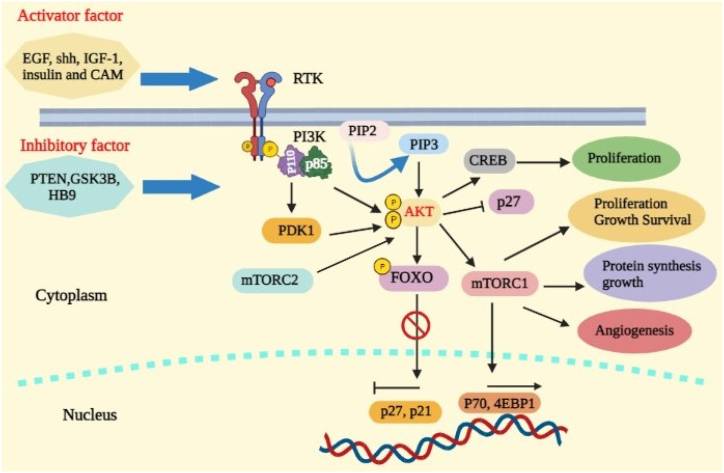 Activator factor
EGF, shh, IGF-1,
insulin and CAM
RTK
Inhibitory factor
PTEN,GSK3B,
HB9
P
P
PI3K
P110
p85
PIP2
PIP3
CREB
Proliferation
p27
P
P
AKT
PDK1
Proliferation
Growth Survival
mTORC2
P
FOXO
mTORC1
Protein synthesis
growth
Cytoplasm
Angiogenesis
Nucleus
p27, p21
P70, 4EBP1